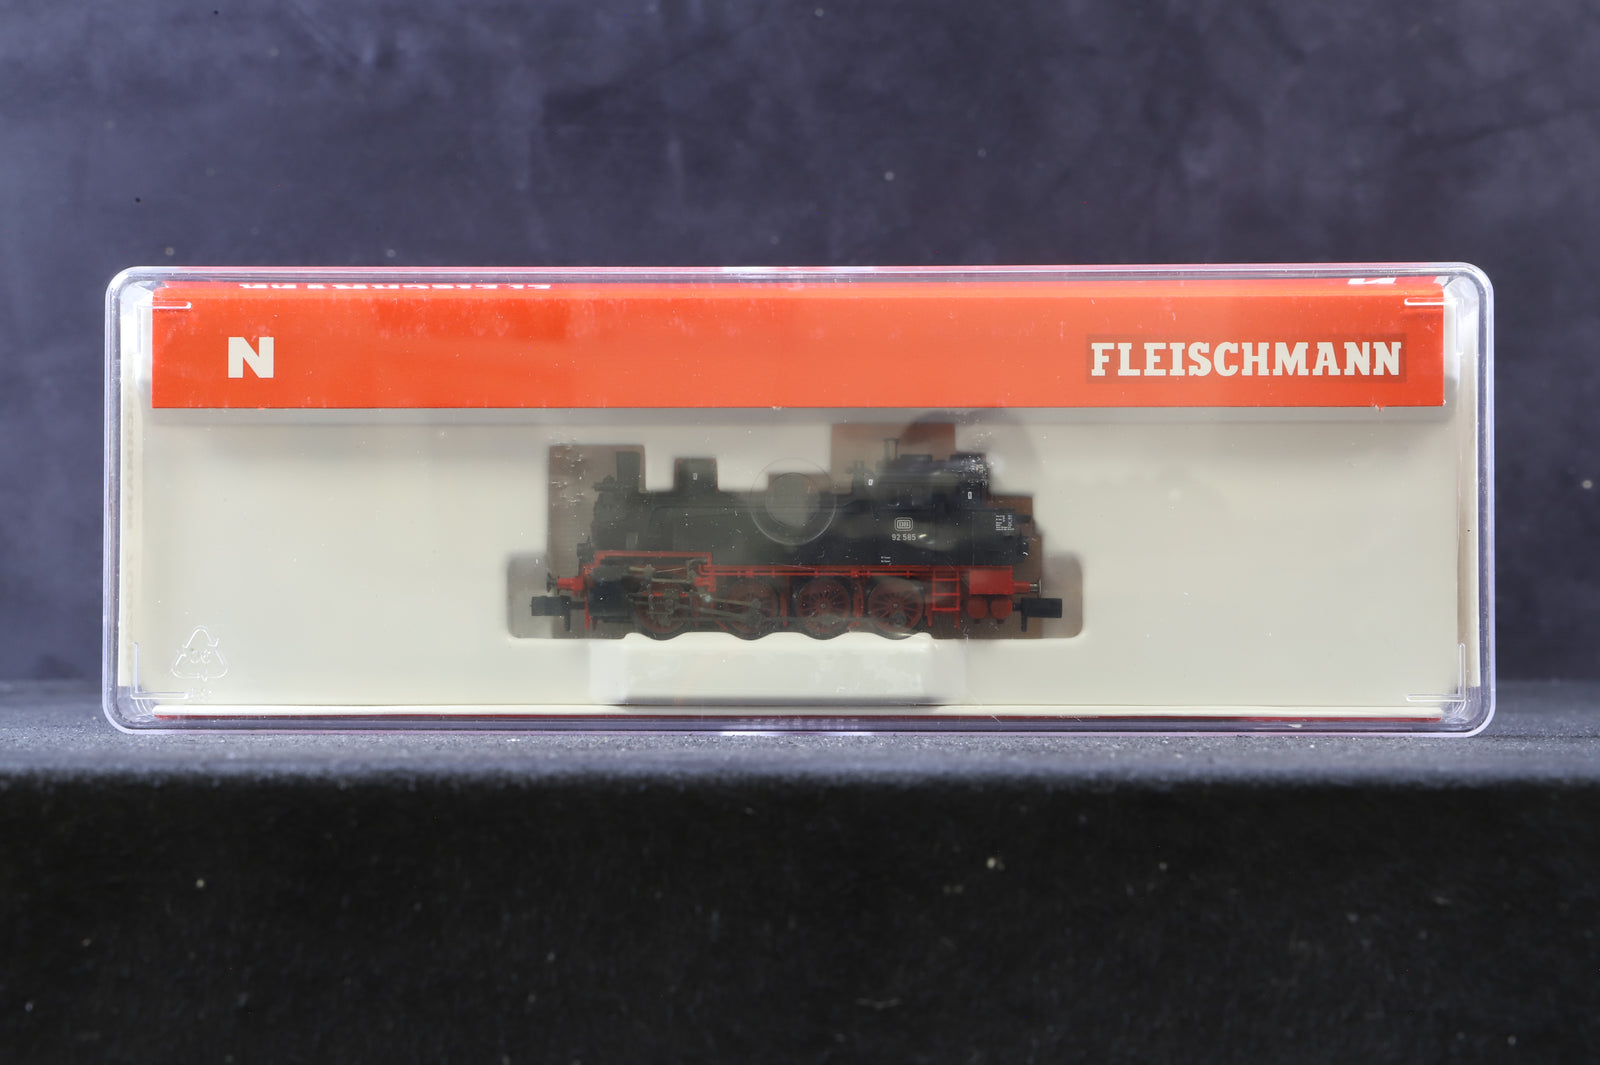 N
FLEISCHMANN
DB
92 585